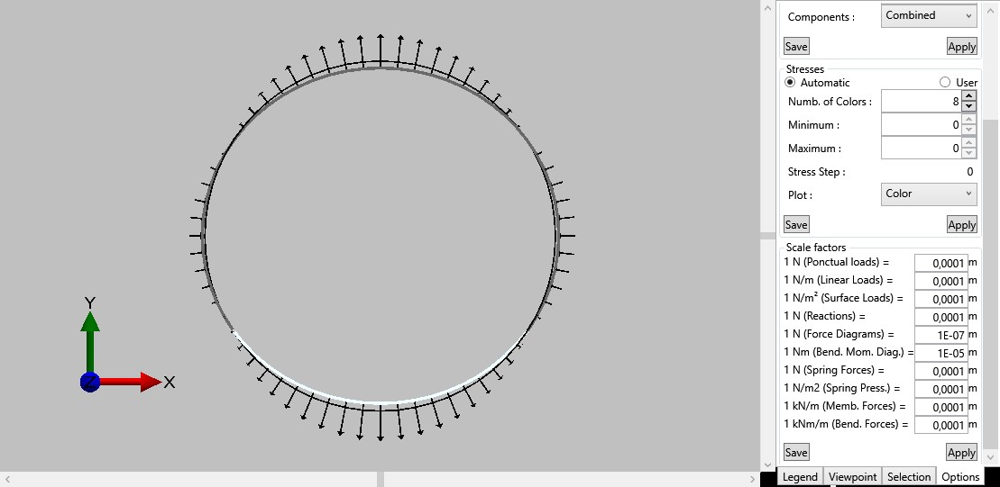 Components :
Combined
Save
Apply
Stresses
Automatic
User
Numb. of Colors :
8
Minimum :
0
Maximum :
0
Stress Step :
0
Plot :
Color
Save
Apply
Scale factors
1 N (Ponctual loads) = 0,0001 m
1 N/m (Linear Loads) = 0,0001 m
1 N/m² (Surface Loads) = 0,0001 m
1 N (Reactions) = 0,0001 m
1 N (Force Diagrams) = 1E-07 m
1 Nm (Bend. Mom. Diag.) = 1E-05 m
1 N (Spring Forces) = 0,0001 m
1 N/m2 (Spring Press.) = 0,0001 m
1 kN/m (Memb. Forces) = 0,0001 m
1 kNm/m (Bend. Forces) = 0,0001 m
Save
Apply
Legend
Viewpoint
Selection
Options
Y
Z
X